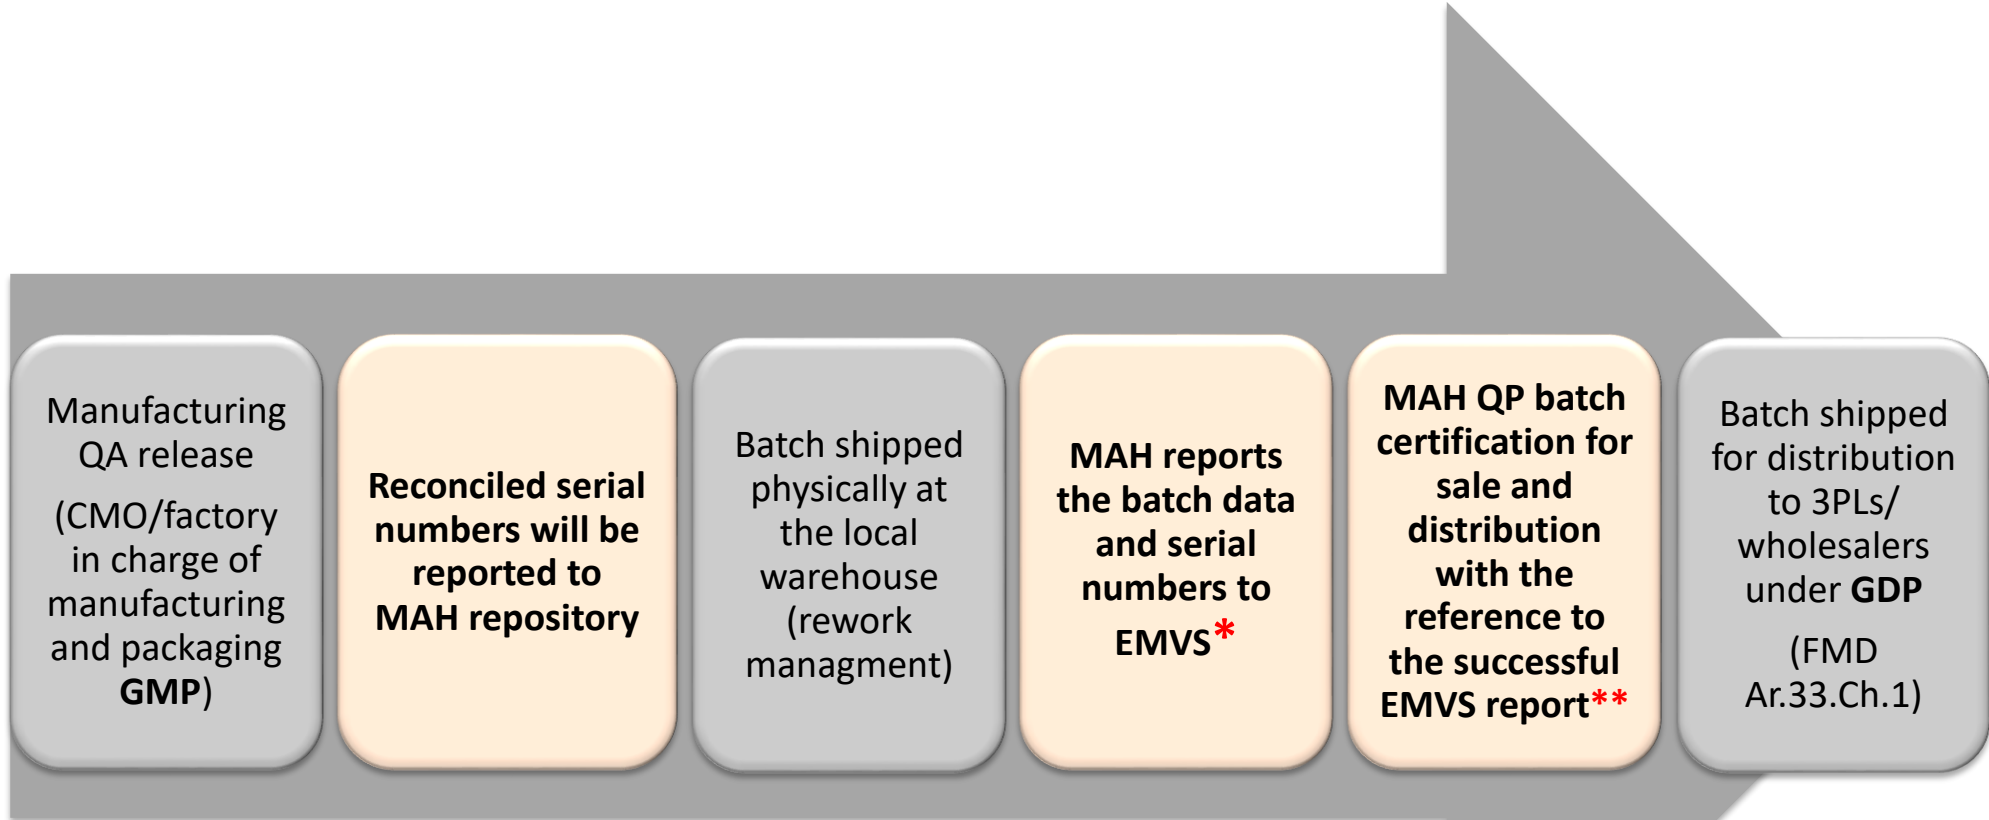 Manufacturing
QA release
(CMO/factory
in charge of
manufacturing
and packaging
GMP)
Reconciled serial
numbers will be
reported to
MAH repository
Batch shipped
physically at
the local
warehouse
(rework
managment)
MAH reports
the batch data
and serial
numbers to
EMVS*
MAH QP batch
certification for
sale and
distribution
with the
reference to
the successful
EMVS report**
Batch shipped
for distribution
to 3PLs/
wholesalers
under GDP
(FMD
Ar.33.Ch.1)